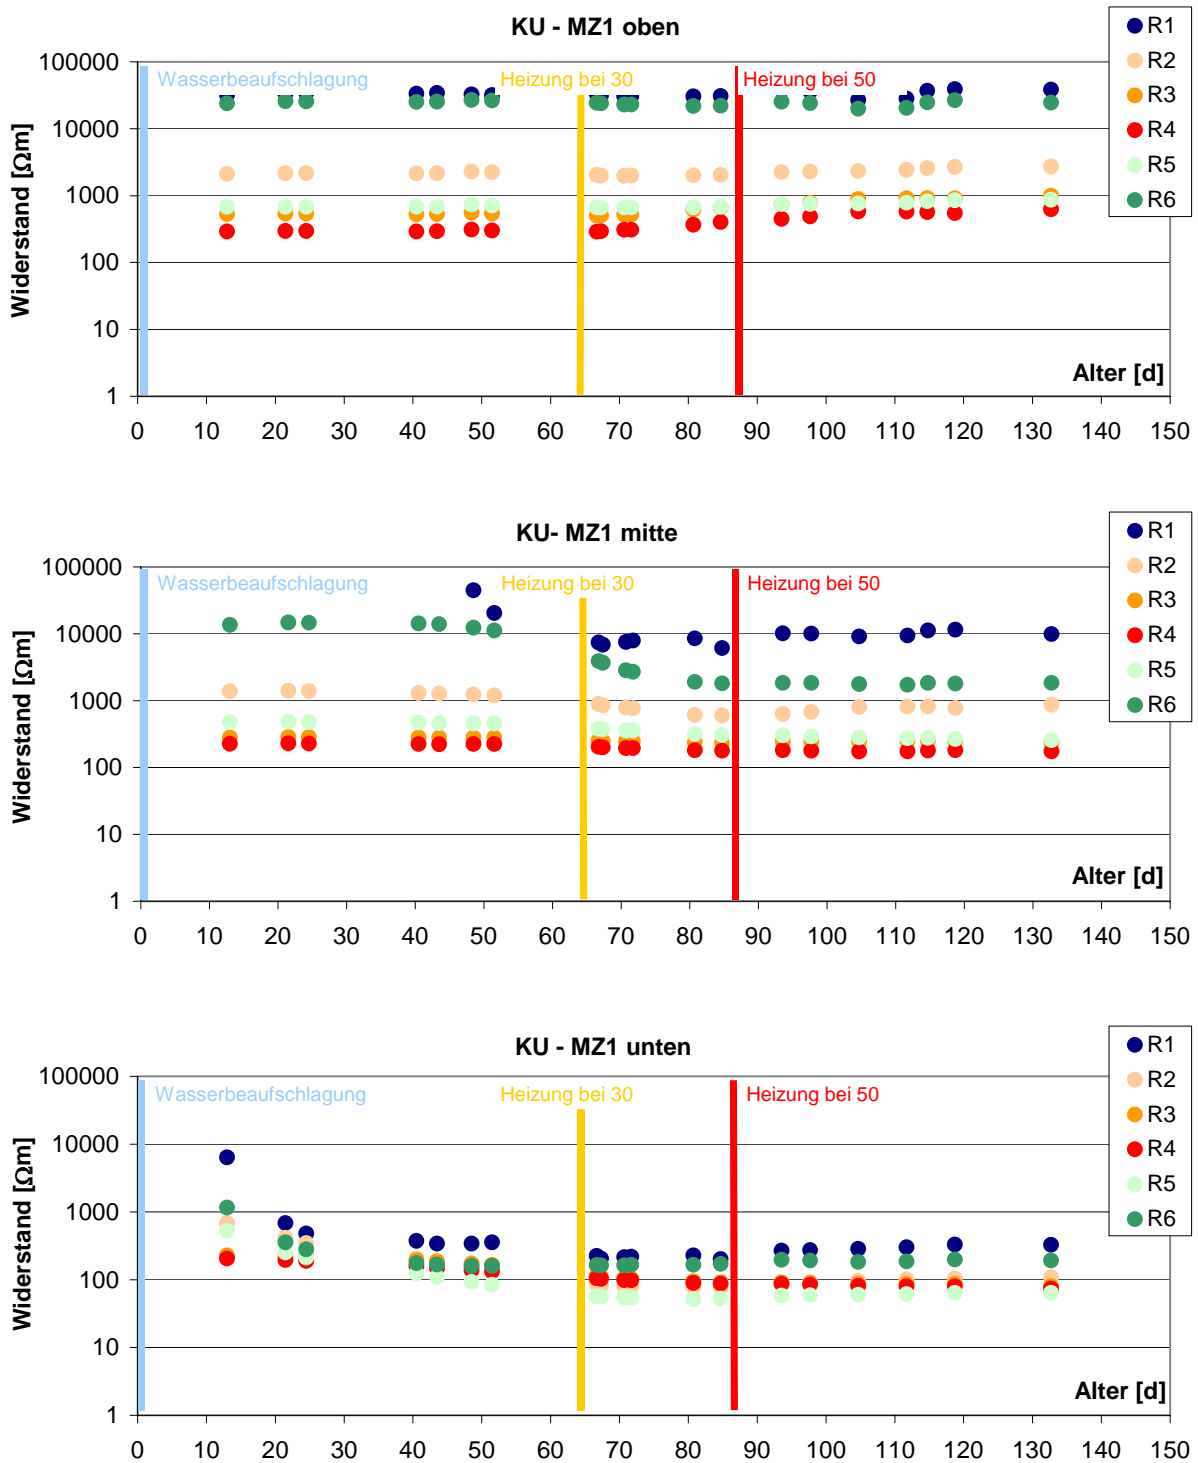 KU - MZ1 oben
Widerstand [Ωm]
100000
10000
1000
100
10
1
Wasserbeaufschlagung
Heizung bei 30
Heizung bei 50
Alter [d]
0 10 20 30 40 50 60 70 80 90 100 110 120 130 140 150
R1
R2
R3
R4
R5
R6
KU- MZ1 mitte
Widerstand [Ωm]
100000
10000
1000
100
10
1
Wasserbeaufschlagung
Heizung bei 30
Heizung bei 50
Alter [d]
0 10 20 30 40 50 60 70 80 90 100 110 120 130 140 150
R1
R2
R3
R4
R5
R6
KU - MZ1 unten
Widerstand [Ωm]
100000
10000
1000
100
10
1
Wasserbeaufschlagung
Heizung bei 30
Heizung bei 50
Alter [d]
0 10 20 30 40 50 60 70 80 90 100 110 120 130 140 150
R1
R2
R3
R4
R5
R6